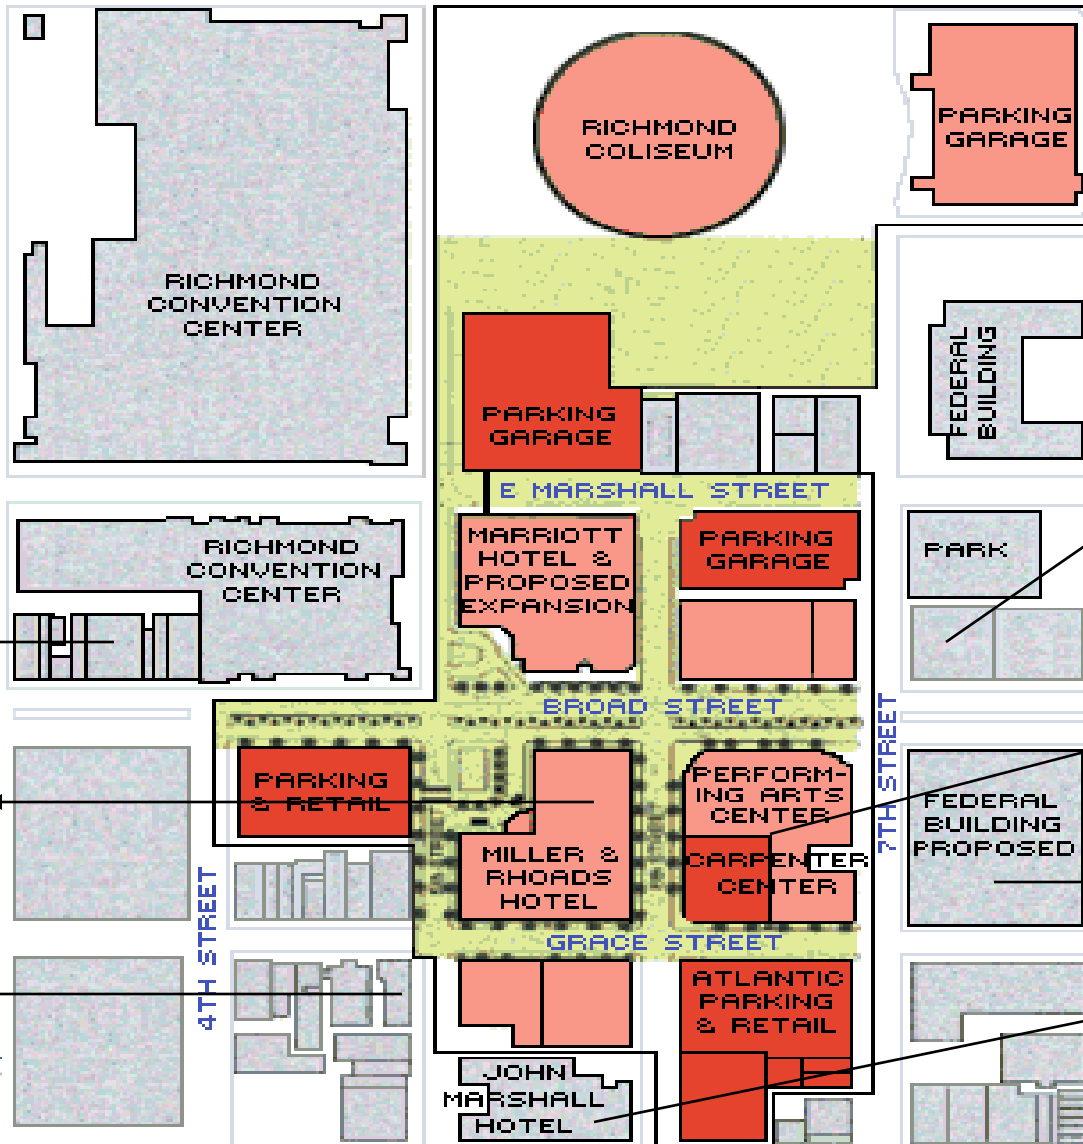 RICHMOND
COLISEUM
PARKING
GARAGE
RICHMOND
CONVENTION
CENTER
FEDERAL
BUILDING
PARKING
GARAGE
E MARSHALL STREET
RICHMOND
CONVENTION
CENTER
MARRIOTT
HOTEL &
PROPOSED
EXPANSION
PARKING
GARAGE
PARK
BROAD STREET
7TH STREET
PARKING
& RETAIL
PERFORM-
ING ARTS
CENTER
FEDERAL
BUILDING
PROPOSED
MILLER &
RHOADS
HOTEL
CARPENTER
CENTER
4TH STREET
GRACE STREET
ATLANTIC
PARKING
& RETAIL
JOHN
MARSHALL
HOTEL